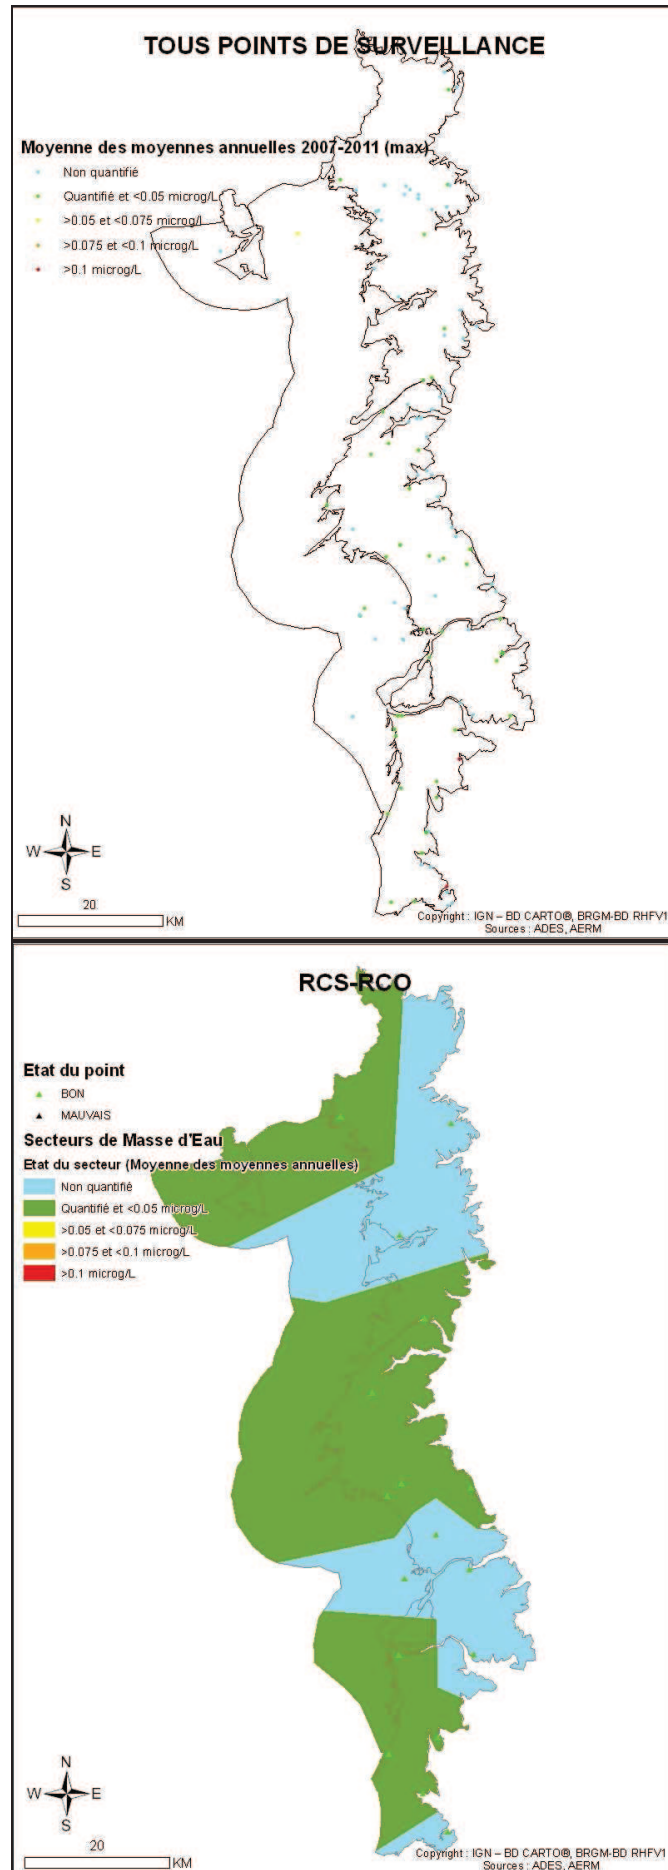 TOUS POINTS DE SURVEILLANCE
Moyenne des moyennes annuelles 2007-2011 (max)
Non quantifié
Quantifié et <0.05 microg/L
>0.05 et <0.075 microg/L
>0.075 et <0.1 microg/L
>0.1 microg/L
N
W E
S
20
KM
Copyright : IGN – BD CARTO®, BRGM-BD RHFV1
Sources : ADES, AERM
RCS-RCO
Etat du point
BON
MAUVAIS
Secteurs de Masse d'Eau
Etat du secteur (Moyenne des moyennes annuelles)
Non quantifié
Quantifié et <0.05 microg/L
>0.05 et <0.075 microg/L
>0.075 et <0.1 microg/L
>0.1 microg/L
N
W E
S
20
KM
Copyright : IGN – BD CARTO®, BRGM-BD RHFV1
Sources : ADES, AERM